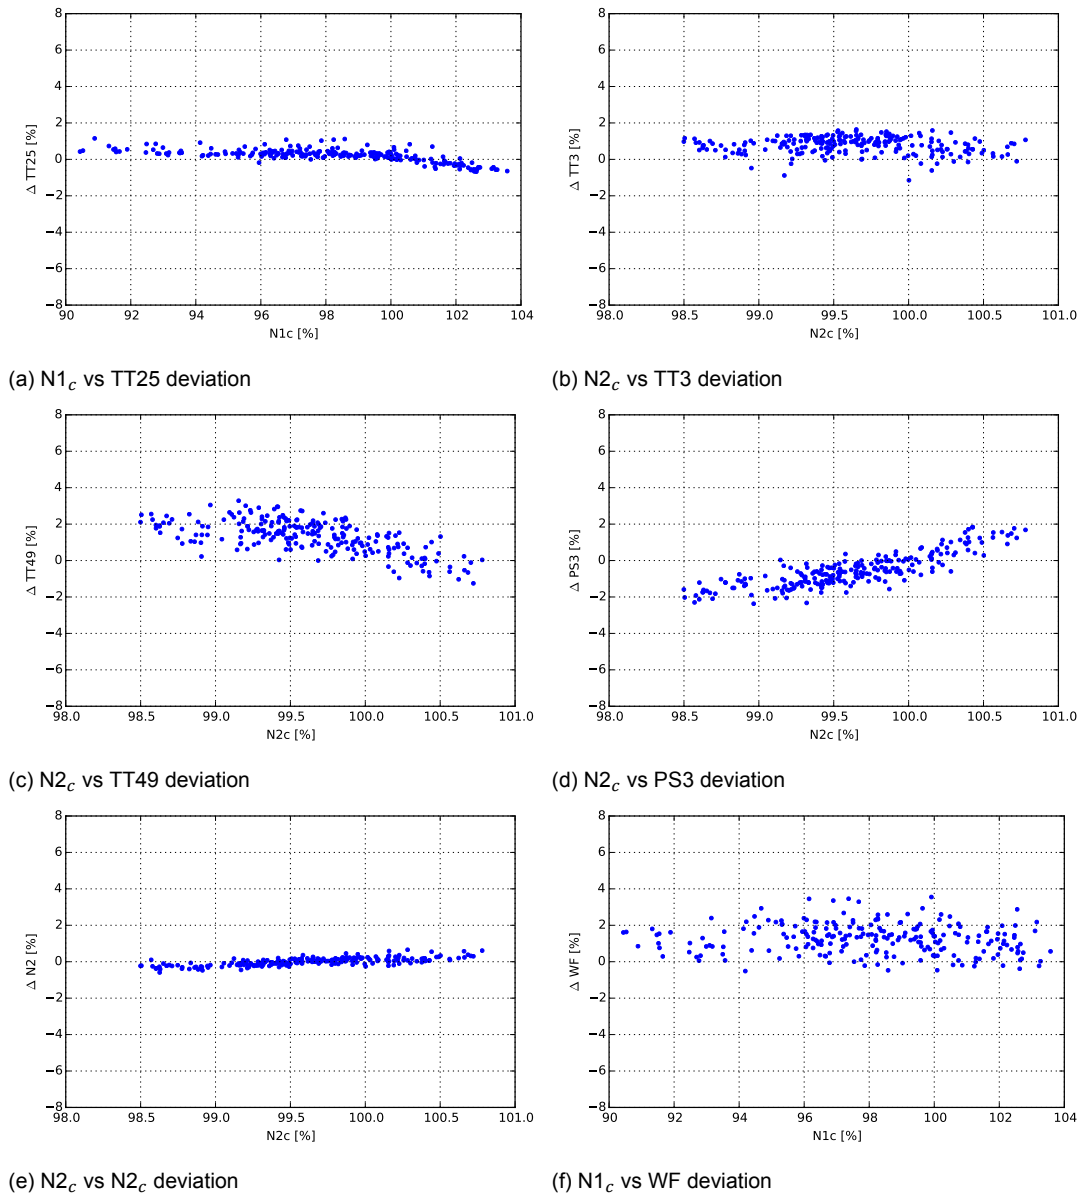 8
6
4
2
0
−2
−4
−6
−8
Δ TT25 [%]
90 92 94 96 98 100 102 104
N1c [%]
(a) N1c vs TT25 deviation
8
6
4
2
0
−2
−4
−6
−8
Δ TT3 [%]
98.0 98.5 99.0 99.5 100.0 100.5 101.0
N2c [%]
(b) N2c vs TT3 deviation
8
6
4
2
0
−2
−4
−6
−8
Δ TT49 [%]
98.0 98.5 99.0 99.5 100.0 100.5 101.0
N2c [%]
(c) N2c vs TT49 deviation
8
6
4
2
0
−2
−4
−6
−8
Δ PS3 [%]
98.0 98.5 99.0 99.5 100.0 100.5 101.0
N2c [%]
(d) N2c vs PS3 deviation
8
6
4
2
0
−2
−4
−6
−8
Δ N2 [%]
98.0 98.5 99.0 99.5 100.0 100.5 101.0
N2c [%]
(e) N2c vs N2c deviation
8
6
4
2
0
−2
−4
−6
−8
Δ WF [%]
90 92 94 96 98 100 102 104
N1c [%]
(f) N1c vs WF deviation